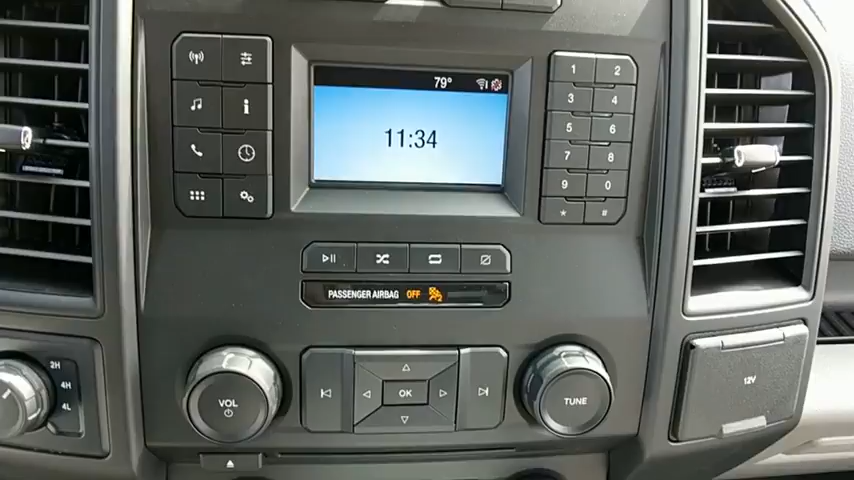 79°
11:34
1 2
3 4
5 6
7 8
9 0
* #
PASSENGER AIRBAG OFF 2
2H
4H
4L
VOL
OK
TUNE
12V